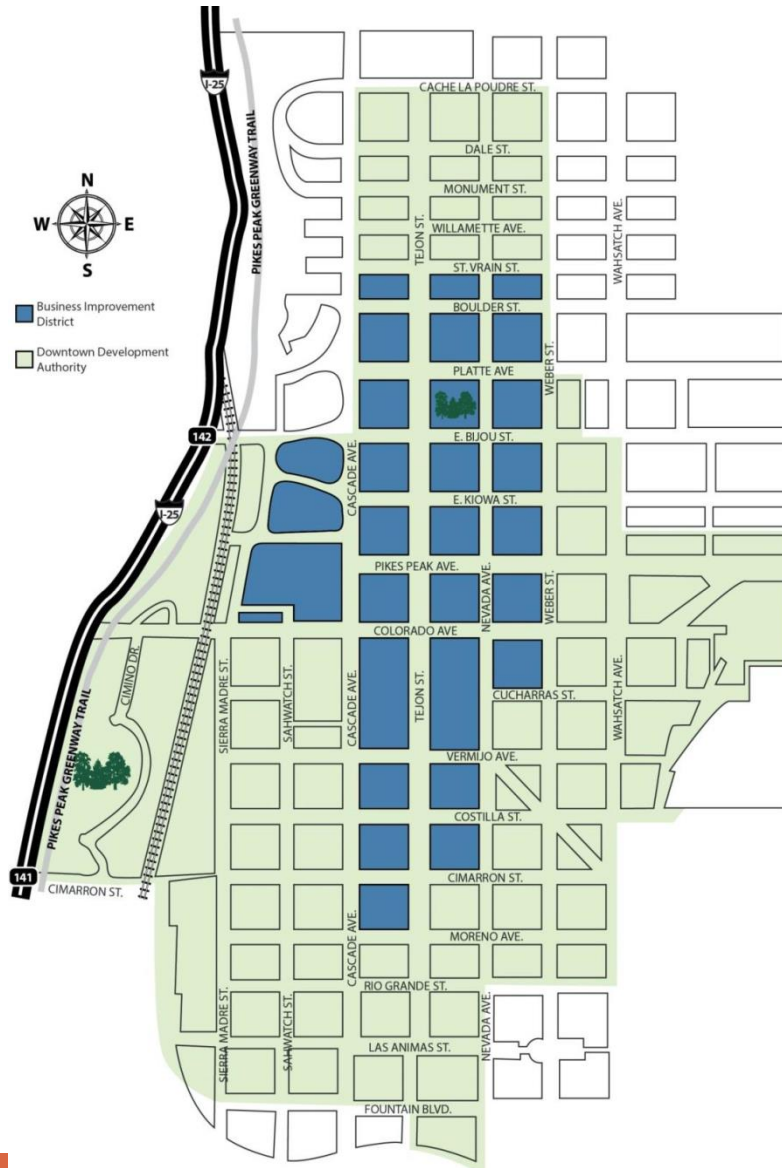 I-25
PIKES PEAK GREENWAY TRAIL
CACHE LA POUDRE ST.
DALE ST.
MONUMENT ST.
N
W
E
S
TEJON ST.
WILLAMETTE AVE.
WAHSATCH AVE.
ST. VRAIN ST.
Business Improvement
District
BOULDER ST.
Downtown Development
Authority
WEBER ST.
PLATTE AVE
142
E. BIJOU ST.
CASCADE AVE.
E. KIOWA ST.
I-25
PIKES PEAK AVE.
NEVADA AVE.
WEBER ST.
COLORADO AVE
CIMINO DR.
SIERRA MADRE ST.
SAHWATCH ST.
CASCADE AVE.
TEJON ST.
CUCHARRAS ST.
WAHSATCH AVE.
PIKES PEAK GREENWAY TRAIL
VERMIJO AVE.
COSTILLA ST.
141
CIMARRON ST.
CIMARRON ST.
CASCADE AVE.
MORENO AVE.
RIO GRANDE ST.
SIERRA MADRE ST.
SAHWATCH ST.
NEVADA AVE.
LAS ANIMAS ST.
FOUNTAIN BLVD.